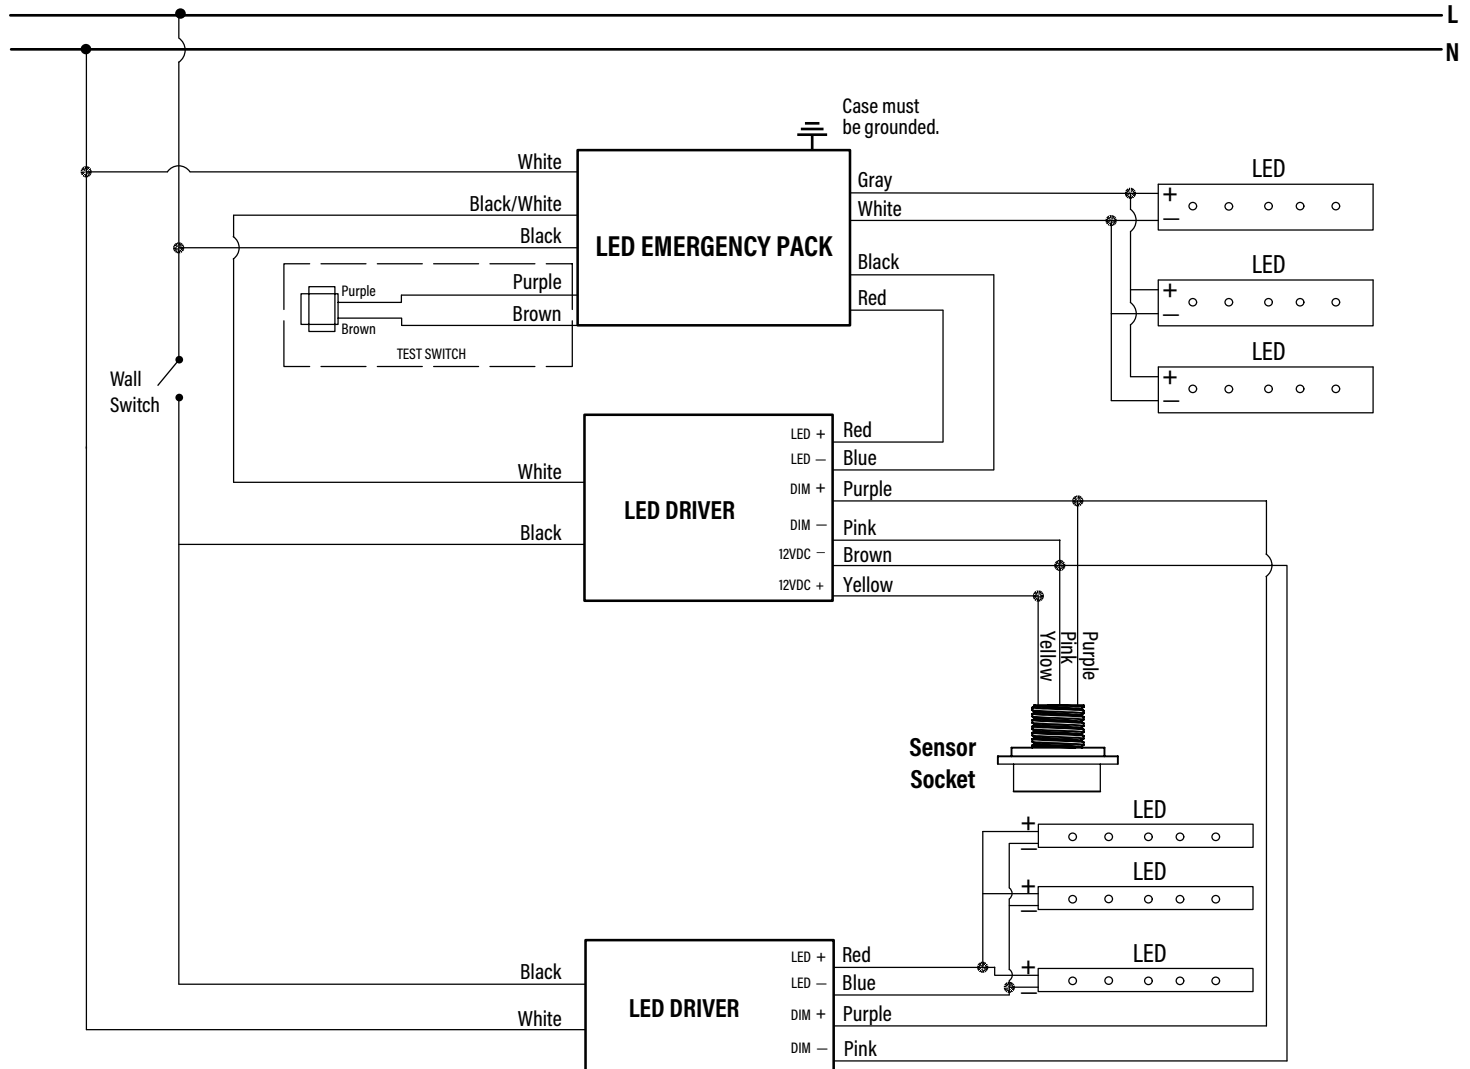 L
N
Case must
be grounded.
White
Black/White
Black
Purple
Brown
Purple
Brown
TEST SWITCH
LED EMERGENCY PACK
Gray
White
Black
Red
LED
+
—
LED
+
—
LED
+
—
Wall
Switch
White
Black
LED DRIVER
LED + Red
LED — Blue
DIM + Purple
DIM — Pink
12VDC — Brown
12VDC + Yellow
Yellow
Pink
Purple
Sensor
Socket
LED
+
—
LED
+
—
LED
+
—
Black
White
LED DRIVER
LED + Red
LED — Blue
DIM + Purple
DIM — Pink